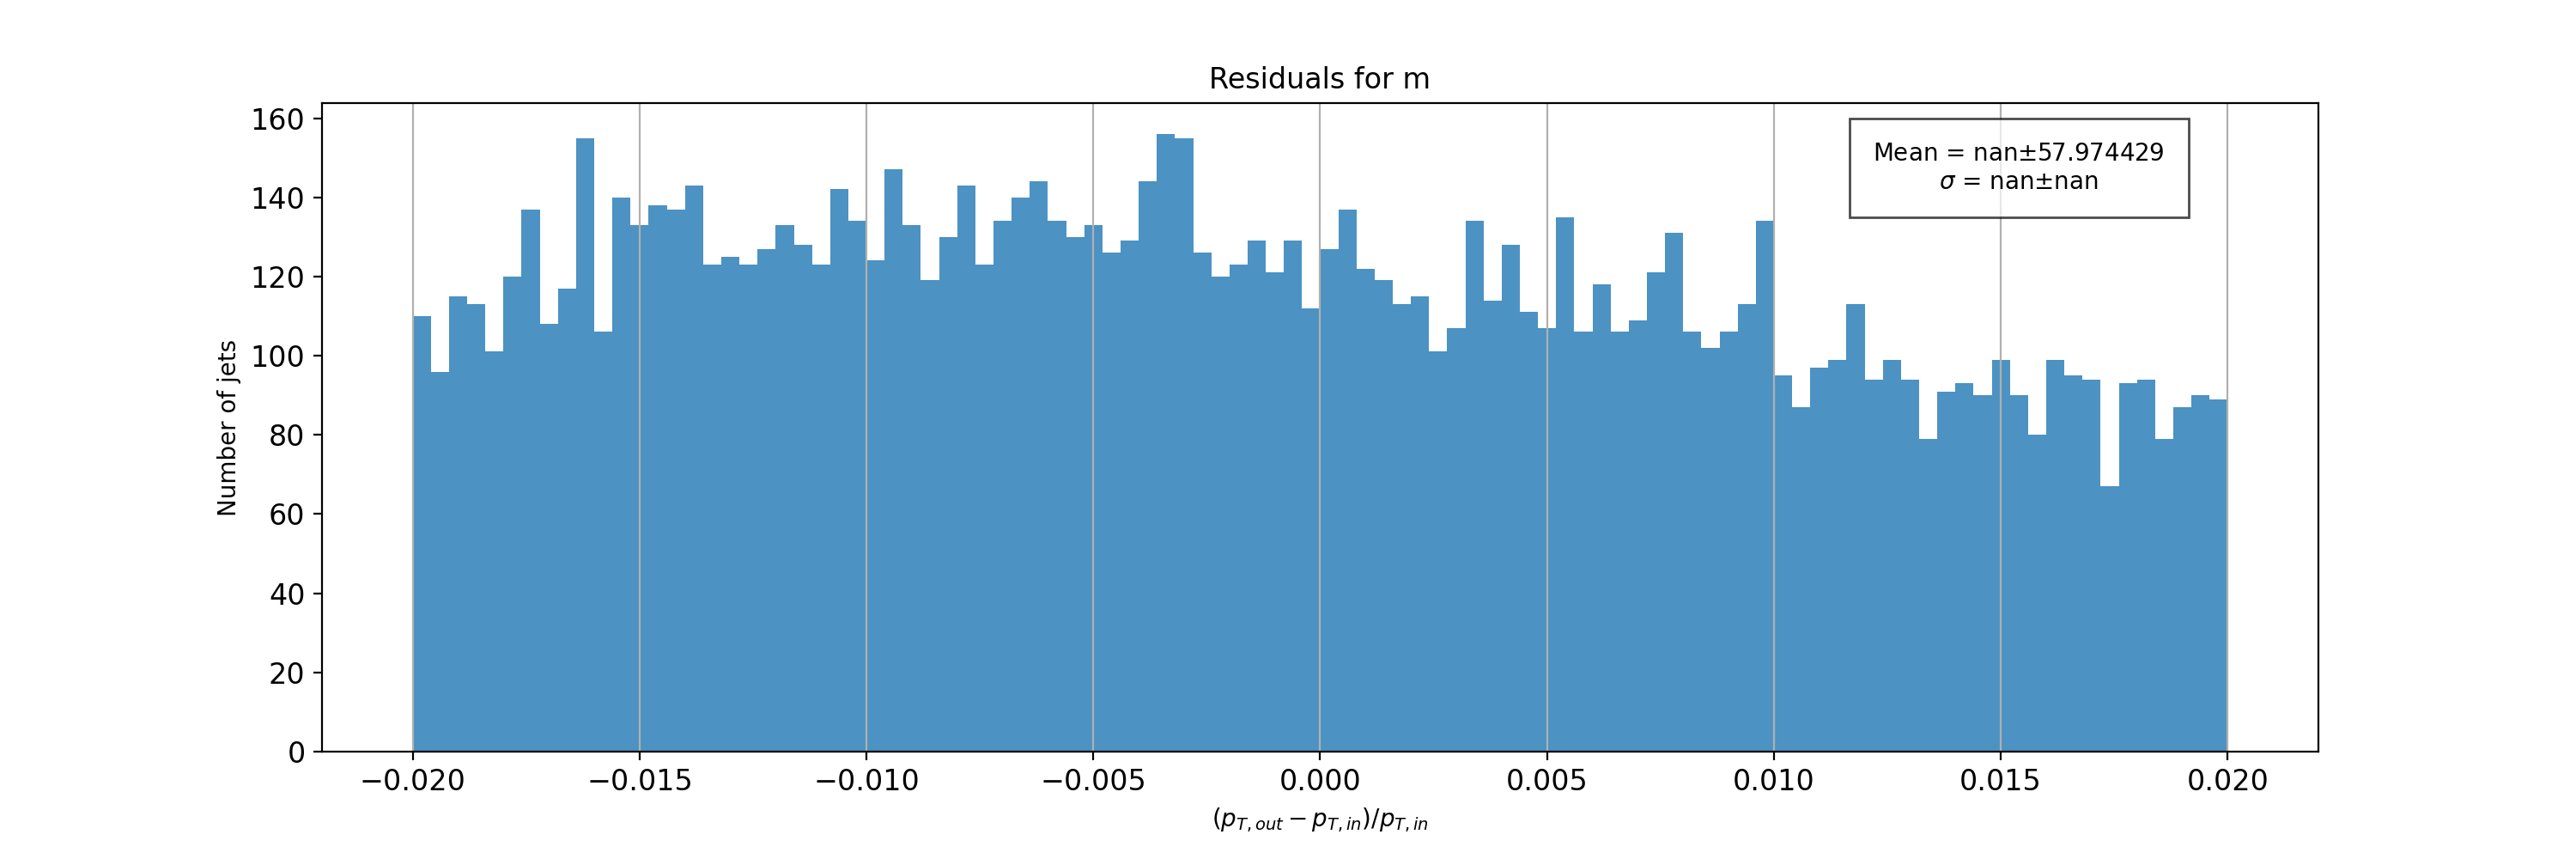 Residuals for m
160
140
120
100
80
60
40
20
0
Number of jets
Mean = nan±57.974429
σ = nan±nan
−0.020 −0.015 −0.010 −0.005 0.000 0.005 0.010 0.015 0.020
(p_{T, out} − p_{T, in})/p_{T, in}